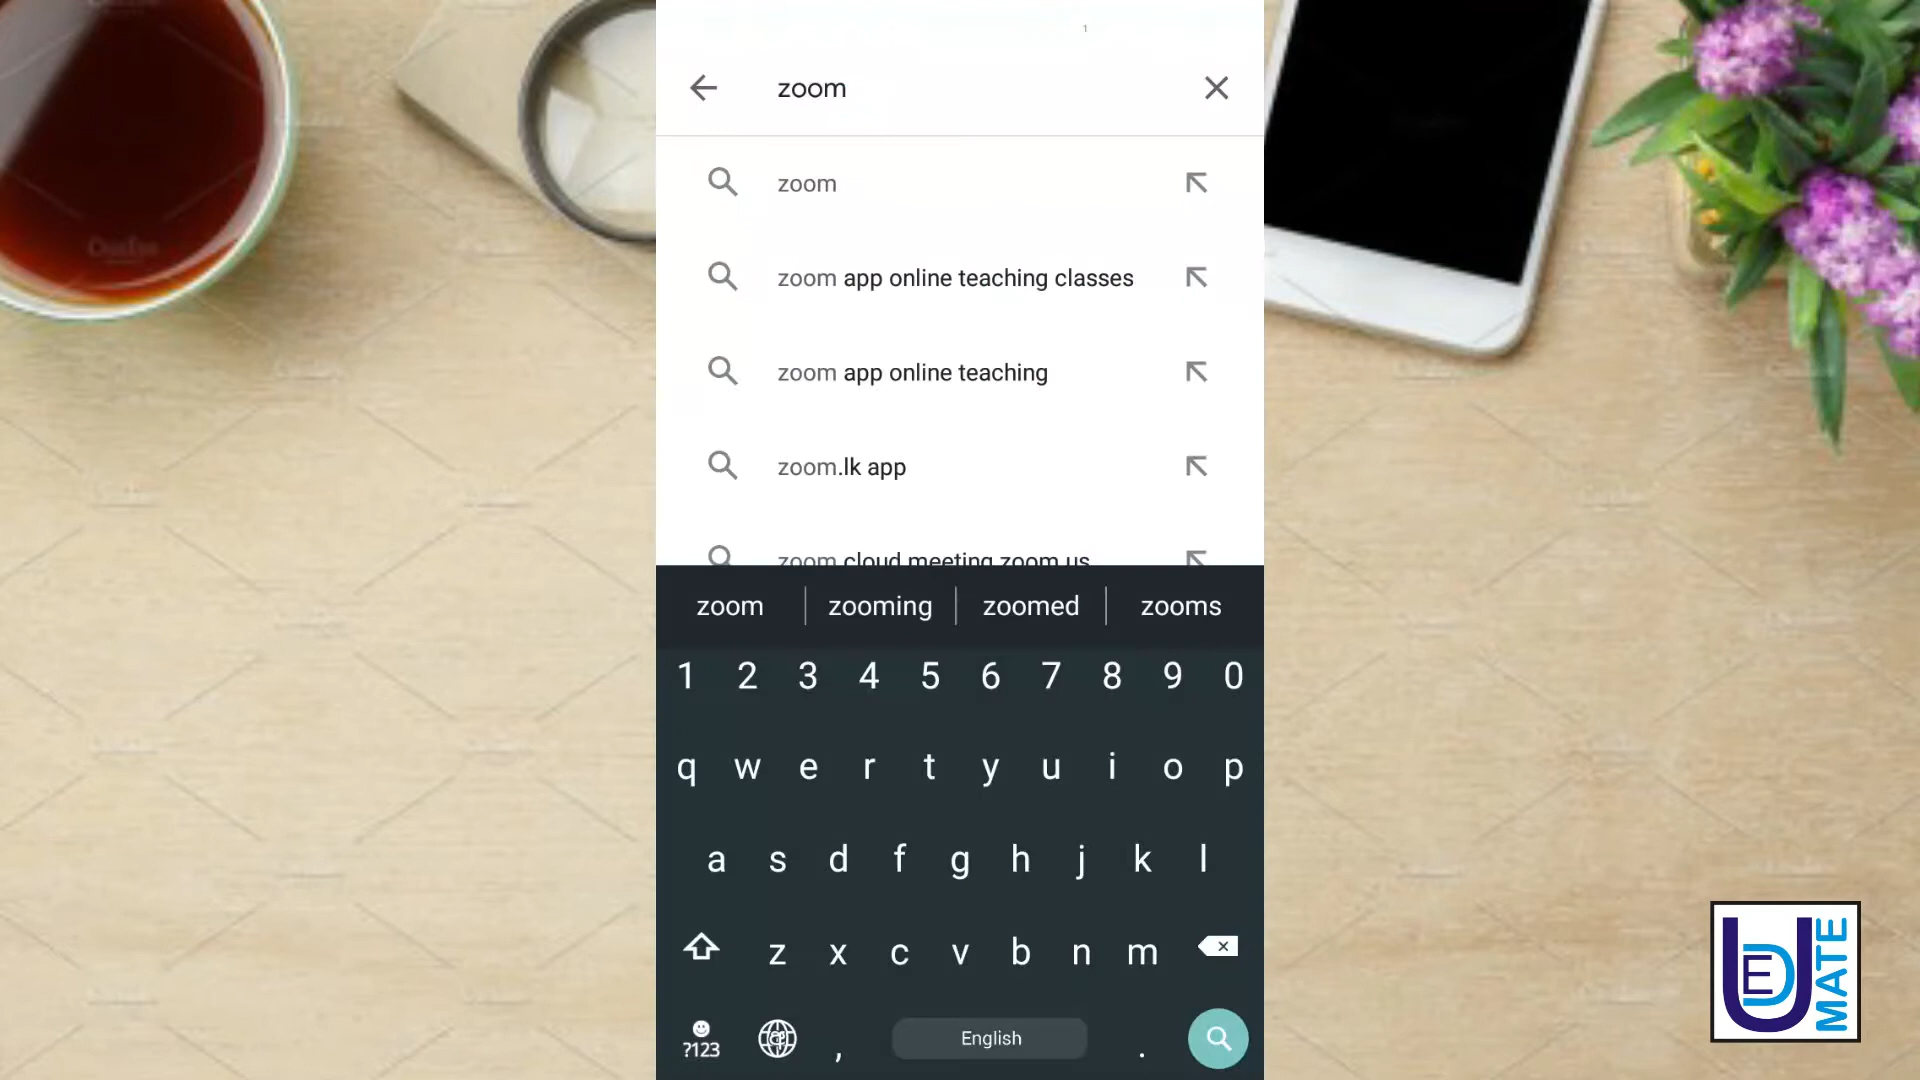 zoom
zoom
zoom app online teaching classes
zoom app online teaching
zoom.lk app
zoom cloud meeting zoom us
zoom zooming zoomed zooms
1 2 3 4 5 6 7 8 9 0
q w e r t y u i o p
a s d f g h j k l
z x c v b n m
?123 , English .
U E D MATE